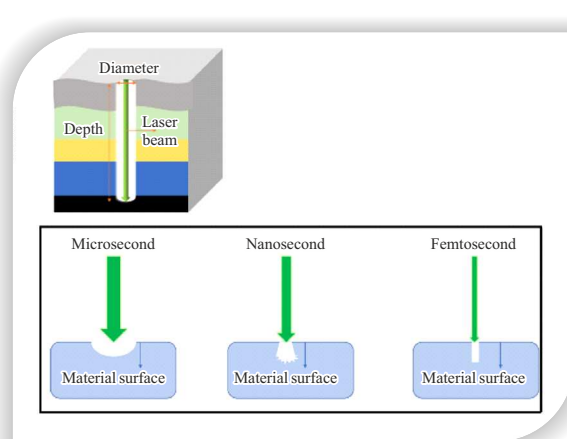 Diameter
Depth
Laser
beam
Microsecond
Nanosecond
Femtosecond
Material surface
Material surface
Material surface